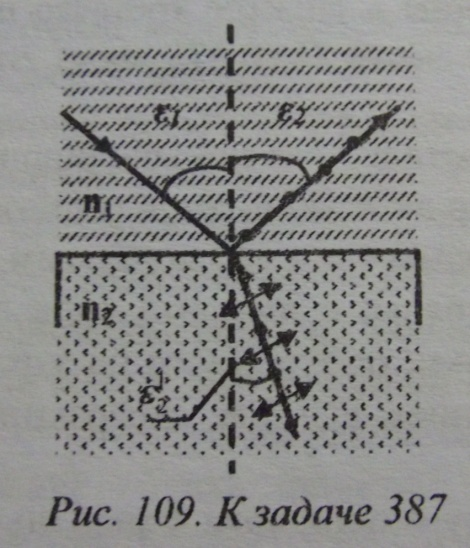 ε₁ ε₂
n₁
n₂
ε'₂
Рис. 109. К задаче 387